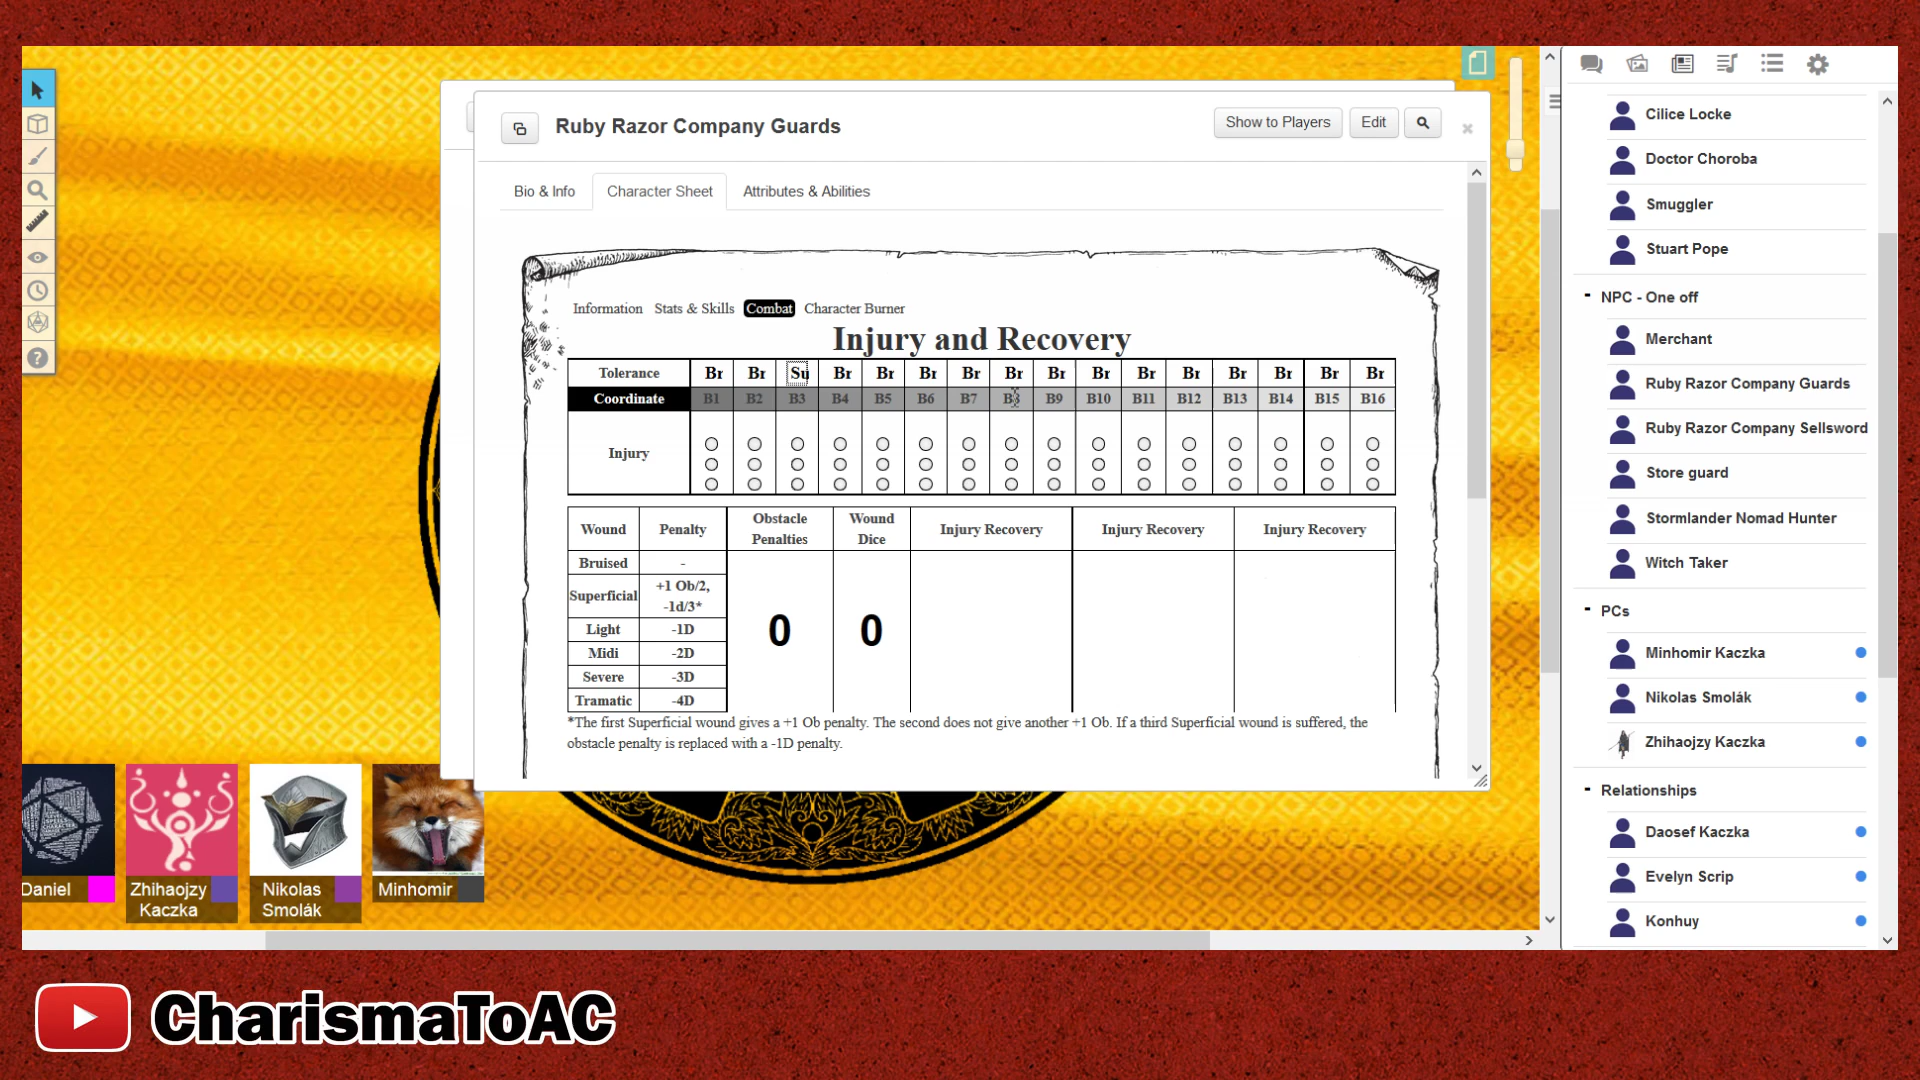 Ruby Razor Company Guards
Show to Players
Edit
Bio & Info
Character Sheet
Attributes & Abilities
Information Stats & Skills Combat Character Burner
Injury and Recovery
Tolerance Br Br Su Br Br Br Br Br Br Br Br Br Br Br Br Br
Coordinate B1 B2 B3 B4 B5 B6 B7 B8 B9 B10 B11 B12 B13 B14 B15 B16
Injury
Wound Penalty Obstacle Penalties Wound Dice Injury Recovery Injury Recovery Injury Recovery
Bruised -
Superficial +1 Ob/2, -1d/3*
Light -1D
Midi -2D
Severe -3D
Tramatic -4D
0 0
*The first Superficial wound gives a +1 Ob penalty. The second does not give another +1 Ob. If a third Superficial wound is suffered, the
obstacle penalty is replaced with a -1D penalty.
Cilice Locke
Doctor Choroba
Smuggler
Stuart Pope
- NPC - One off
Merchant
Ruby Razor Company Guards
Ruby Razor Company Sellsword
Store guard
Stormlander Nomad Hunter
Witch Taker
- PCs
Minhomir Kaczka
Nikolas Smolák
Zhihaojzy Kaczka
- Relationships
Daosef Kaczka
Evelyn Scrip
Konhuy
Daniel
Zhihaojzy
Kaczka
Nikolas
Smolák
Minhomir
CharismaToAC